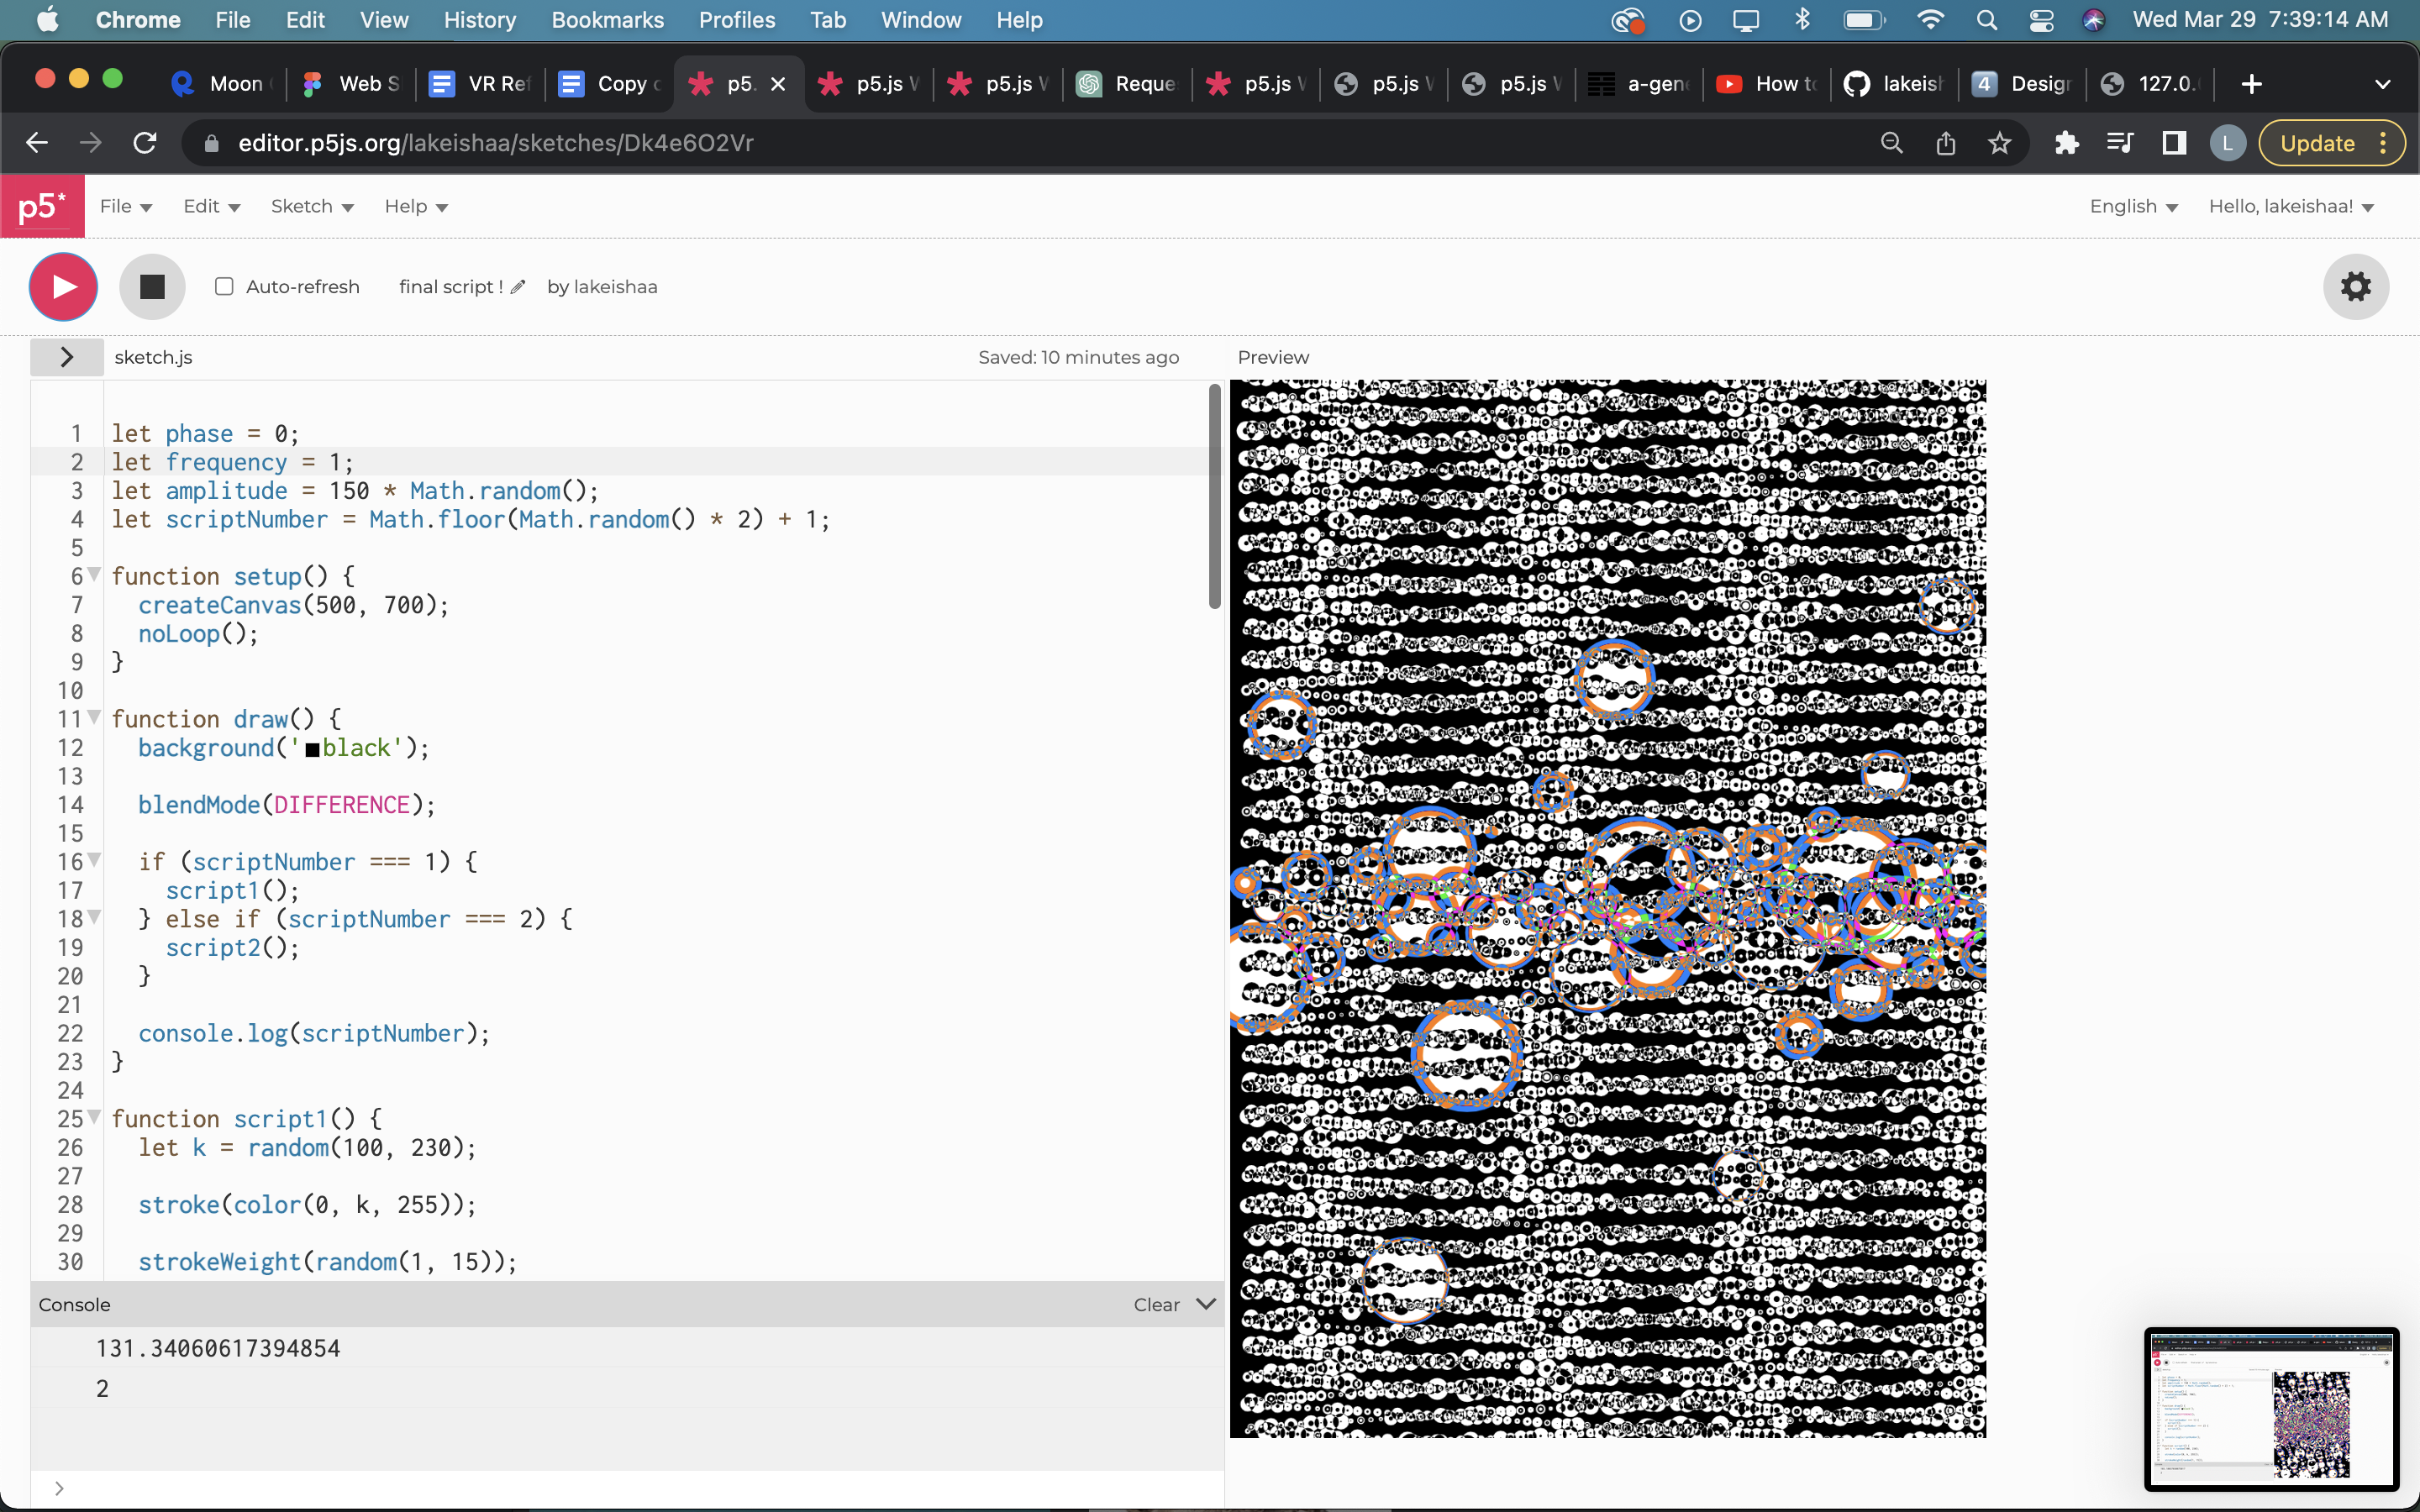 Chrome File Edit View History Bookmarks Profiles Tab Window Help Wed Mar 29 7:39:14 AM
Moon Web S VR Ref Copy o p5. p5.js W p5.js W Reque p5.js W p5.js W p5.js W a-gene How to lakeish 4 Design 127.0.
editor.p5js.org/lakeishaa/sketches/Dk4e6O2Vr L Update
p5* File Edit Sketch Help English Hello, lakeishaa!
Auto-refresh final script ! by lakeishaa
sketch.js Saved: 10 minutes ago Preview
1 let phase = 0;
2 let frequency = 1;
3 let amplitude = 150 * Math.random();
4 let scriptNumber = Math.floor(Math.random() * 2) + 1;
5
6 function setup() {
7 createCanvas(500, 700);
8 noLoop();
9 }
10
11 function draw() {
12 background('black');
13
14 blendMode(DIFFERENCE);
15
16 if (scriptNumber === 1) {
17 script1();
18 } else if (scriptNumber === 2) {
19 script2();
20 }
21
22 console.log(scriptNumber);
23 }
24
25 function script1() {
26 let k = random(100, 230);
27
28 stroke(color(0, k, 255));
29
30 strokeWeight(random(1, 15));
Console Clear
131.34060617394854
2